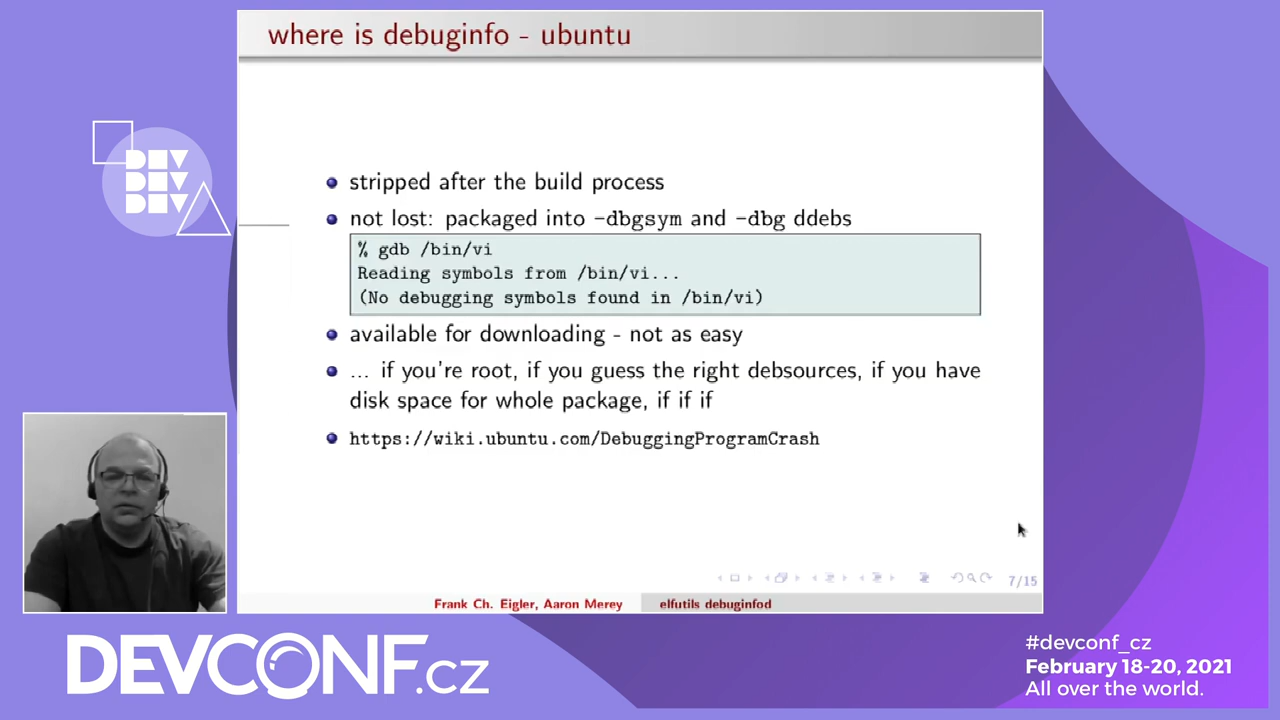 where is debuginfo - ubuntu
DEV
DEV
DEV
stripped after the build process
not lost: packaged into -dbgsym and -dbg ddebs
% gdb /bin/vi
Reading symbols from /bin/vi...
(No debugging symbols found in /bin/vi)
available for downloading - not as easy
... if you're root, if you guess the right debsources, if you have
disk space for whole package, if if if
https://wiki.ubuntu.com/DebuggingProgramCrash
7/15
Frank Ch. Eigler, Aaron Merey
elfutils debuginfod
DEVCONF.cz
#devconf_cz
February 18-20, 2021
All over the world.